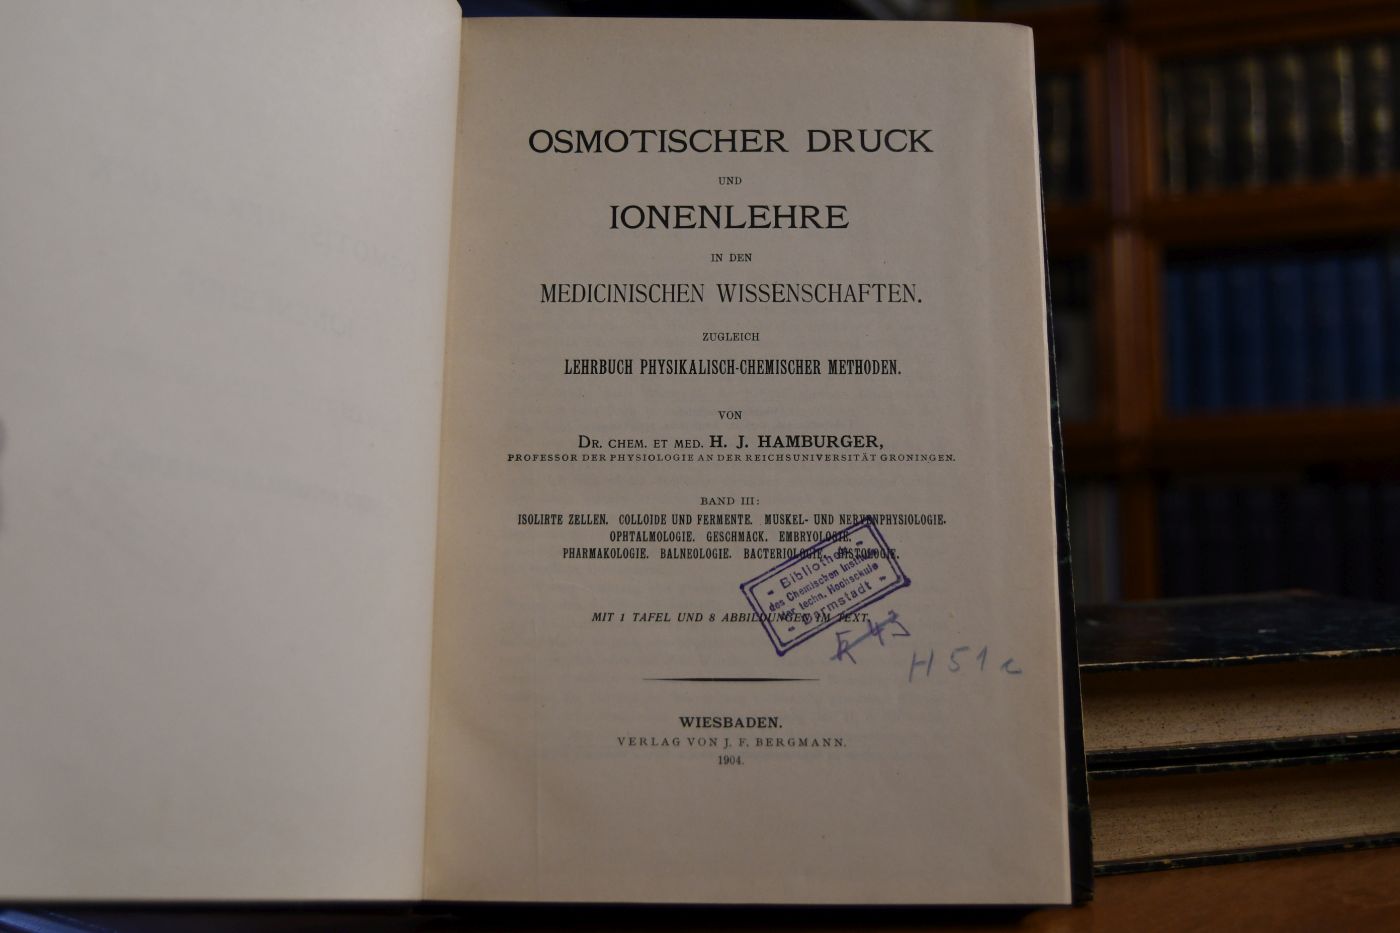 OSMOTISCHER DRUCK
UND
IONENLEHRE
IN DEN
MEDICINISCHEN WISSENSCHAFTEN.
ZUGLEICH
LEHRBUCH PHYSIKALISCH-CHEMISCHER METHODEN.
VON
DR. CHEM. ET MED. H. J. HAMBURGER,
PROFESSOR DER PHYSIOLOGIE AN DER REICHSUNIVERSITÄT GRONINGEN.
BAND III:
ISOLIRTE ZELLEN. COLLOIDE UND FERMENTE. MUSKEL- UND NERVENPHYSIOLOGIE.
OPHTALMOLOGIE. GESCHMACK. EMBRYOLOGIE.
PHARMAKOLOGIE. BALNEOLOGIE. BACTERIOLOGIE. HISTOLOGIE.
- Bibliothek -
des Chemischen Instituts
der techn. Hochschule
- Darmstadt -
MIT 1 TAFEL UND 8 ABBILDUNGEN IM TEXT.
H 51 c
WIESBADEN.
VERLAG VON J. F. BERGMANN.
1904.